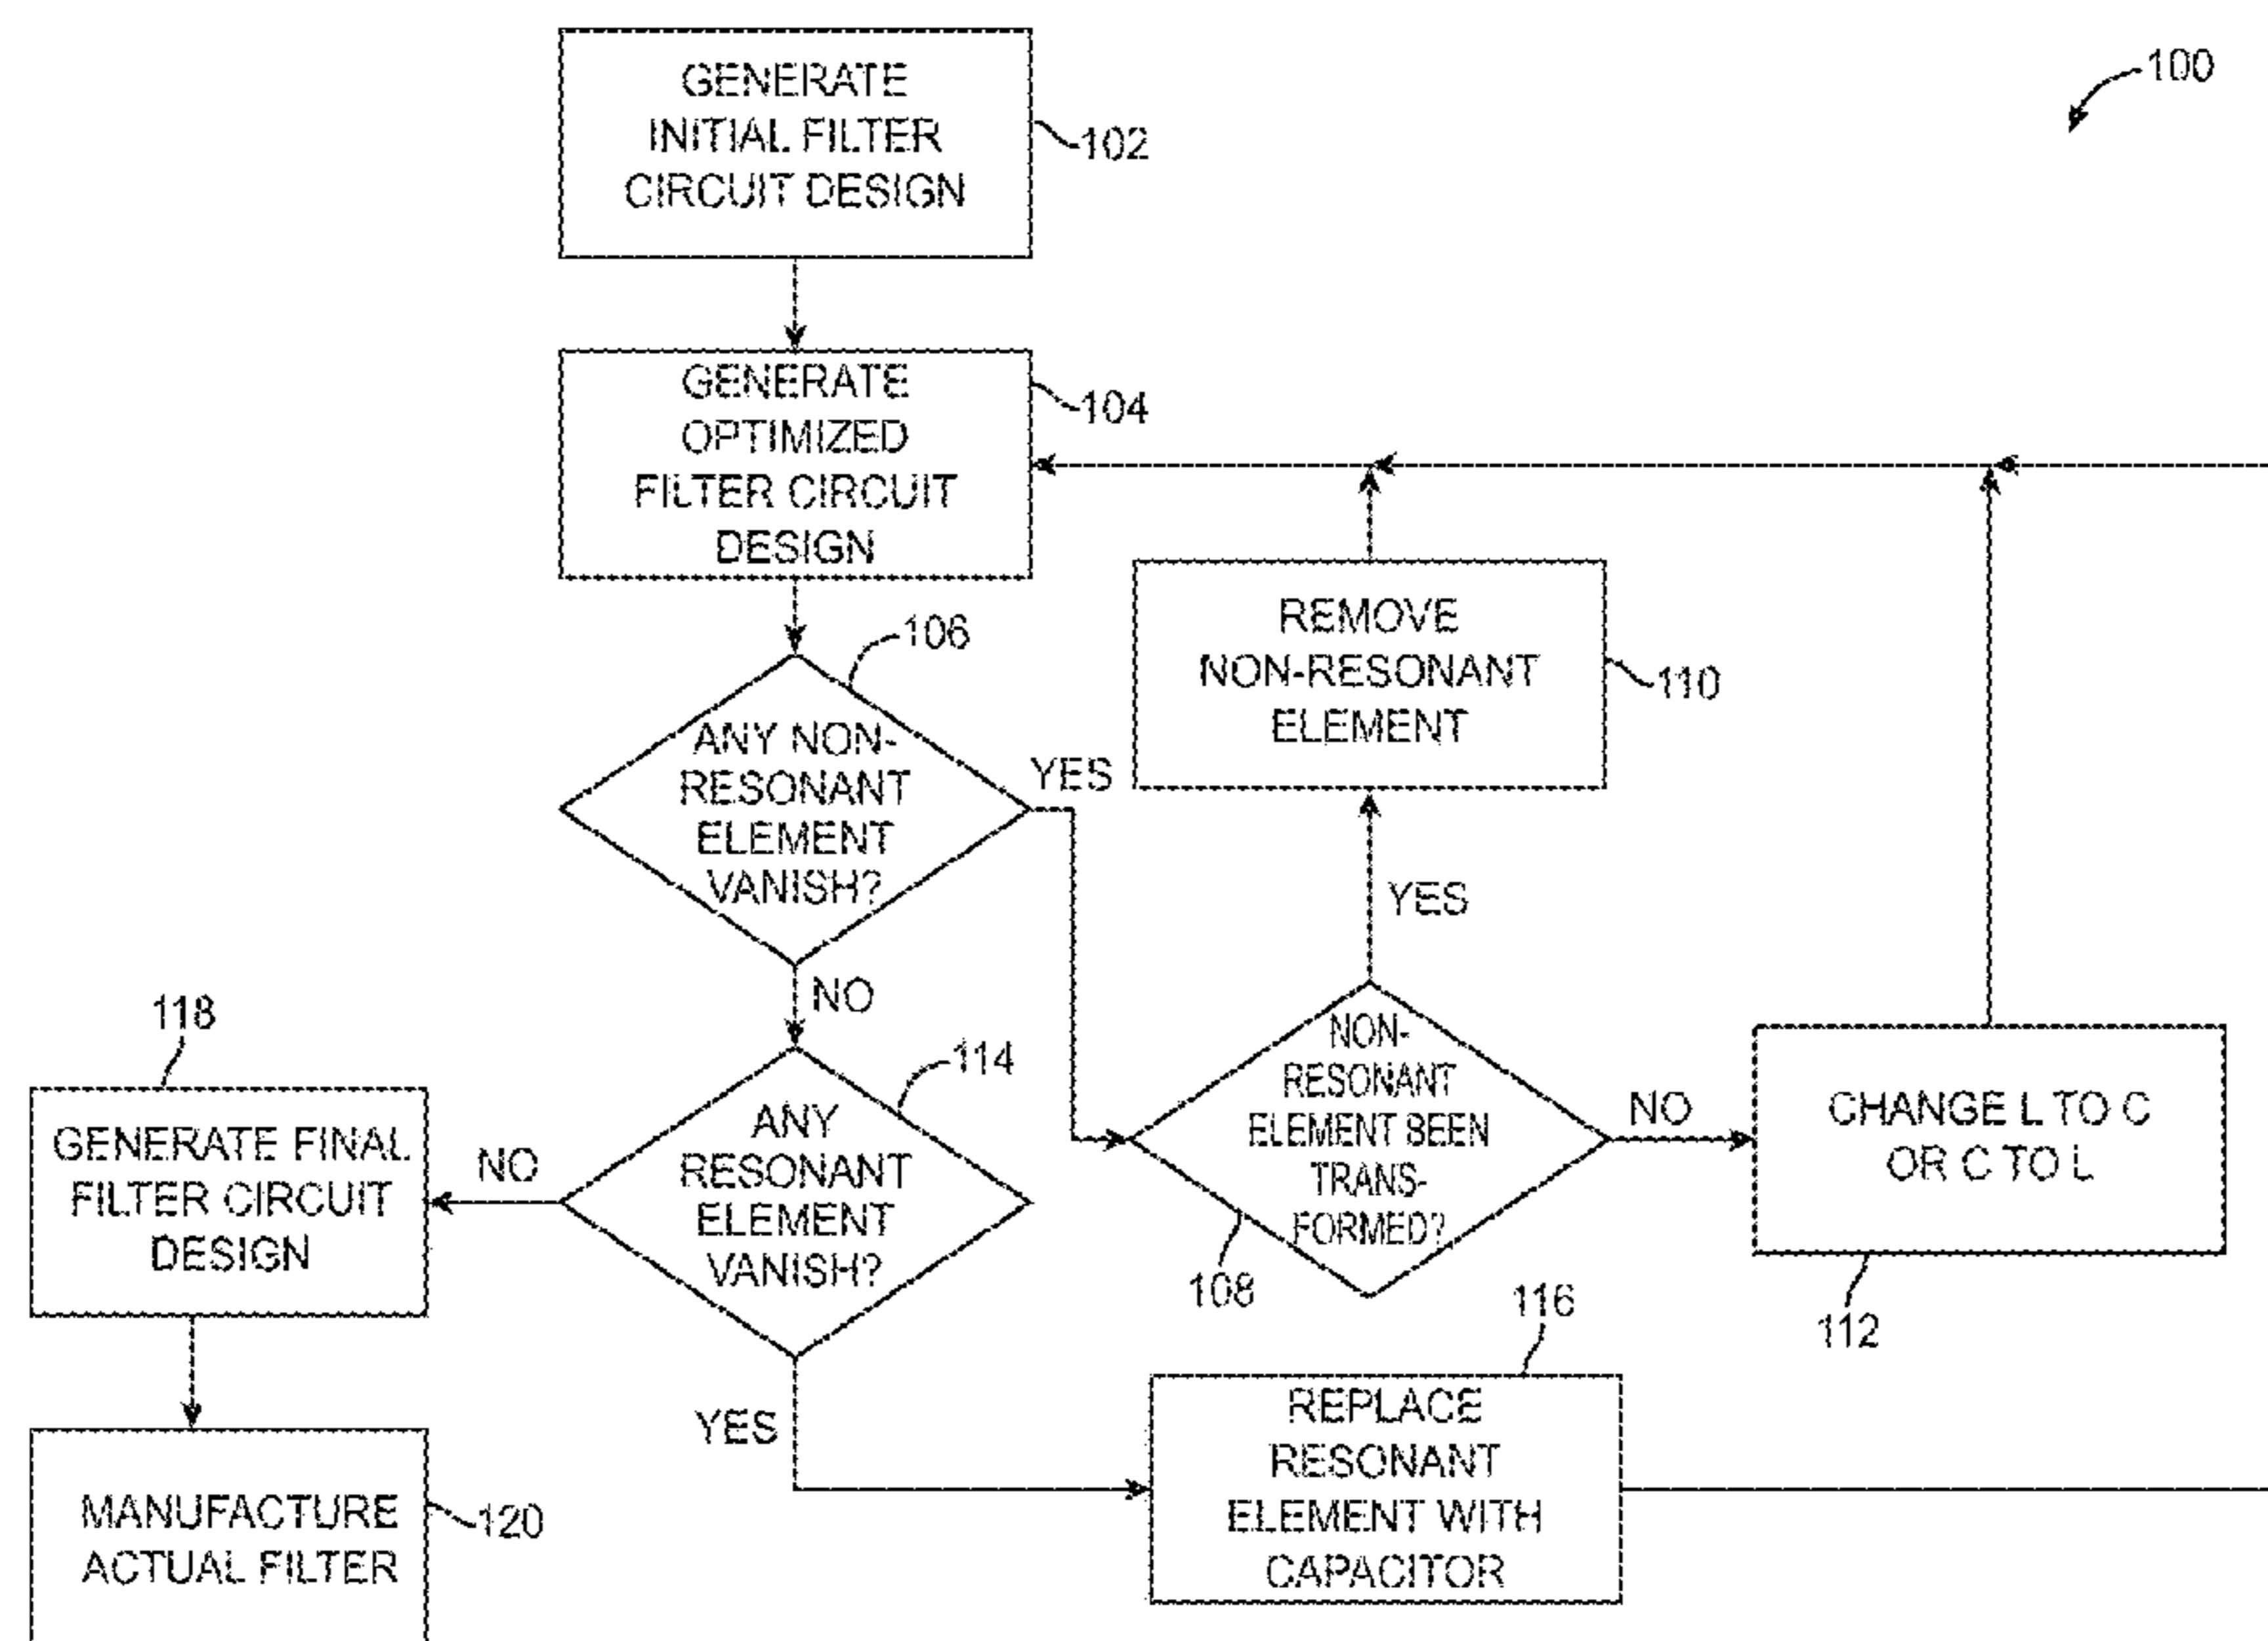 100
GENERATE
INITIAL FILTER
CIRCUIT DESIGN
102
GENERATE
OPTIMIZED
FILTER CIRCUIT
DESIGN
104
106
ANY NON-
RESONANT
ELEMENT
VANISH?
YES
NO
REMOVE
NON-RESONANT
ELEMENT
110
YES
NON-
RESONANT
ELEMENT BEEN
TRANS-
FORMED?
108
NO
CHANGE L TO C
OR C TO L
112
114
ANY
RESONANT
ELEMENT
VANISH?
NO
YES
118
GENERATE FINAL
FILTER CIRCUIT
DESIGN
116
REPLACE
RESONANT
ELEMENT WITH
CAPACITOR
MANUFACTURE
ACTUAL FILTER
120